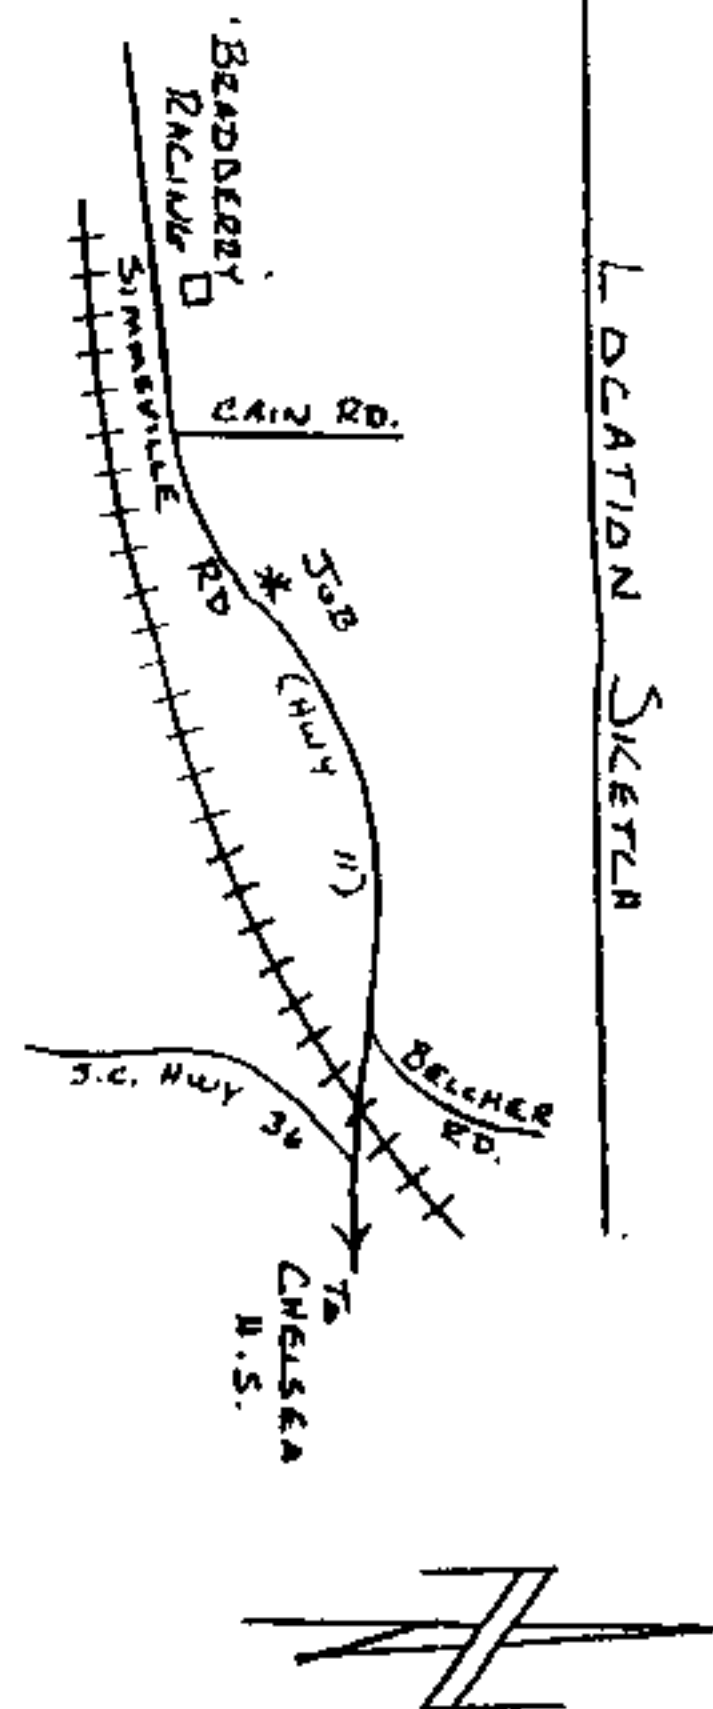 LOCATION SKETCH
BRADBERRY
RACING
SIMMSVILLE
RD
CAIN RD.
JOB
(HWY 11)
BELCHER
RD.
S.C. HWY 36
TO
CHELSEA
H.S.
N